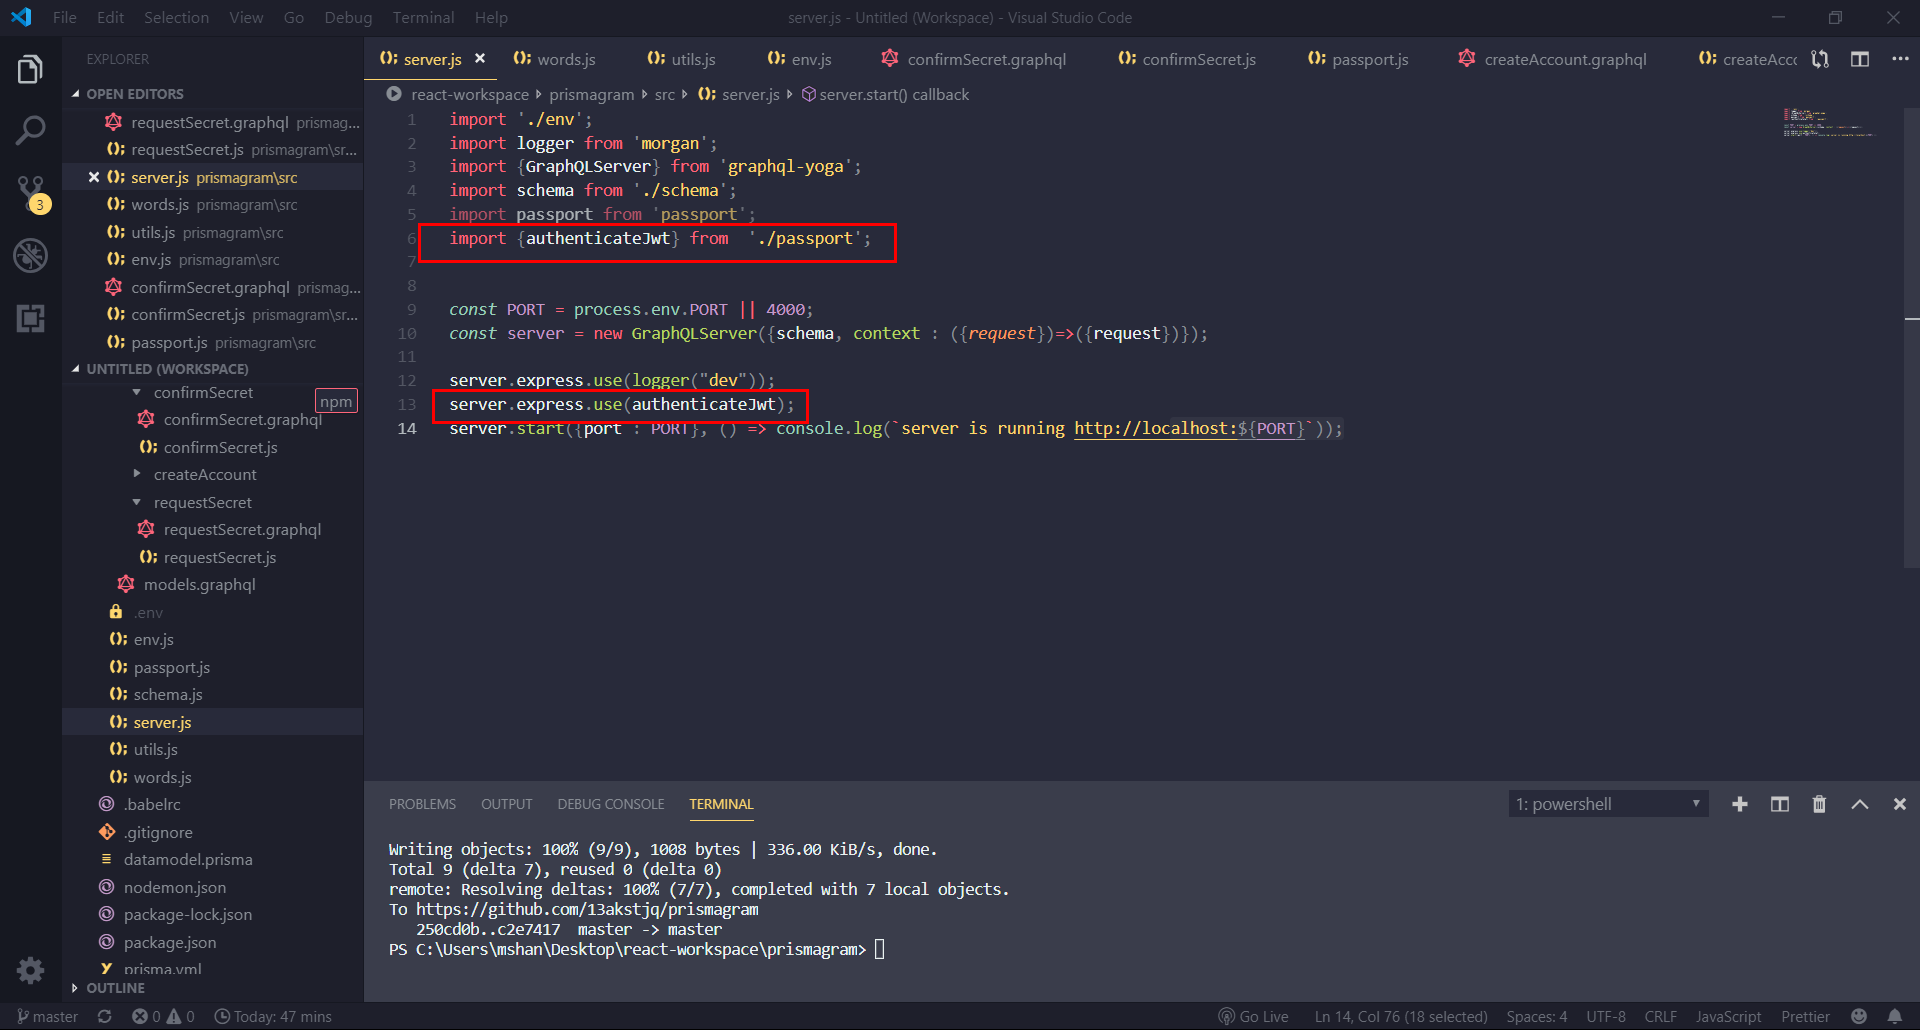 File Edit Selection View Go Debug Terminal Help
server.js - Untitled (Workspace) - Visual Studio Code
EXPLORER
OPEN EDITORS
requestSecret.graphql prismag...
requestSecret.js prismagram\sr...
server.js prismagram\src
words.js prismagram\src
utils.js prismagram\src
env.js prismagram\src
confirmSecret.graphql prismag...
confirmSecret.js prismagram\sr...
passport.js prismagram\src
UNTITLED (WORKSPACE)
confirmSecret
npm
confirmSecret.graphql
confirmSecret.js
createAccount
requestSecret
requestSecret.graphql
requestSecret.js
models.graphql
.env
env.js
passport.js
schema.js
server.js
utils.js
words.js
.babelrc
.gitignore
datamodel.prisma
nodemon.json
package-lock.json
package.json
prisma.yml
OUTLINE
3
server.js words.js utils.js env.js confirmSecret.graphql confirmSecret.js passport.js createAccount.graphql createAcc
react-workspace prismagram src server.js server.start() callback
1 import './env';
2 import logger from 'morgan';
3 import {GraphQLServer} from 'graphql-yoga';
4 import schema from './schema';
5 import passport from 'passport';
6 import {authenticateJwt} from  './passport';
7
8
9 const PORT = process.env.PORT || 4000;
10 const server = new GraphQLServer({schema, context : ({request})=>({request})});
11
12 server.express.use(logger("dev"));
13 server.express.use(authenticateJwt);
14 server.start({port : PORT}, () => console.log(`server is running http://localhost:${PORT}`));
PROBLEMS OUTPUT DEBUG CONSOLE TERMINAL
1: powershell
Writing objects: 100% (9/9), 1008 bytes | 336.00 KiB/s, done.
Total 9 (delta 7), reused 0 (delta 0)
remote: Resolving deltas: 100% (7/7), completed with 7 local objects.
To https://github.com/13akstjq/prismagram
250cd0b..c2e7417  master -> master
PS C:\Users\mshan\Desktop\react-workspace\prismagram>
master 0 0 Today: 47 mins Go Live Ln 14, Col 76 (18 selected) Spaces: 4 UTF-8 CRLF JavaScript Prettier